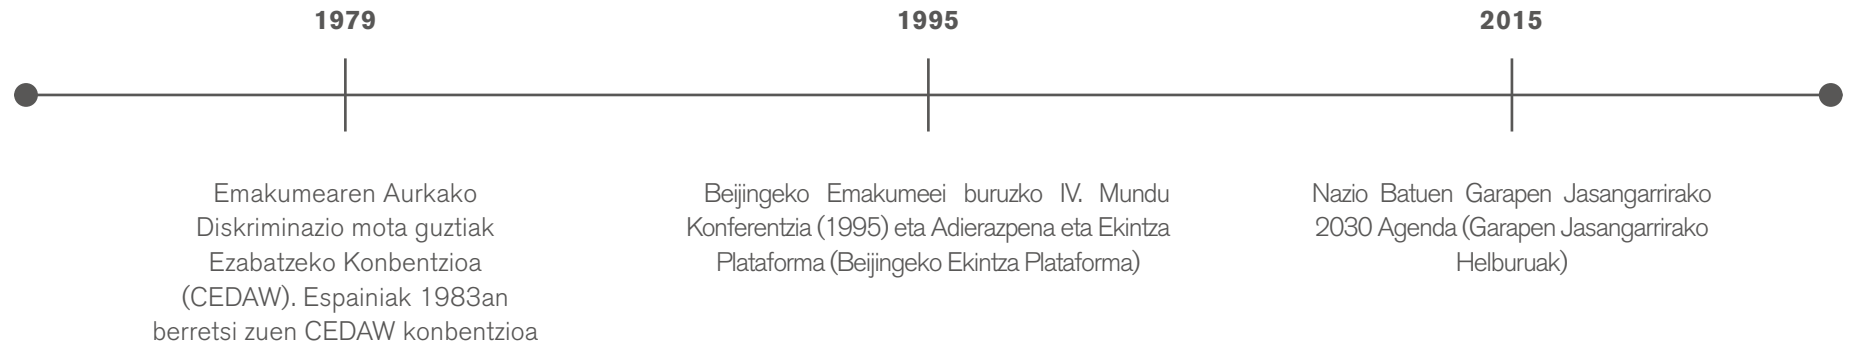 1979
Emakumearen Aurkako
Diskriminazio mota guztiak
Ezabatzeko Konbentzioa
(CEDAW). Espainiak 1983an
berretsi zuen CEDAW konbentzioa
1995
Beijingeko Emakumeei buruzko IV. Mundu
Konferentzia (1995) eta Adierazpena eta Ekintza
Plataforma (Beijingeko Ekintza Plataforma)
2015
Nazio Batuen Garapen Jasangarrirako
2030 Agenda (Garapen Jasangarrirako
Helburuak)